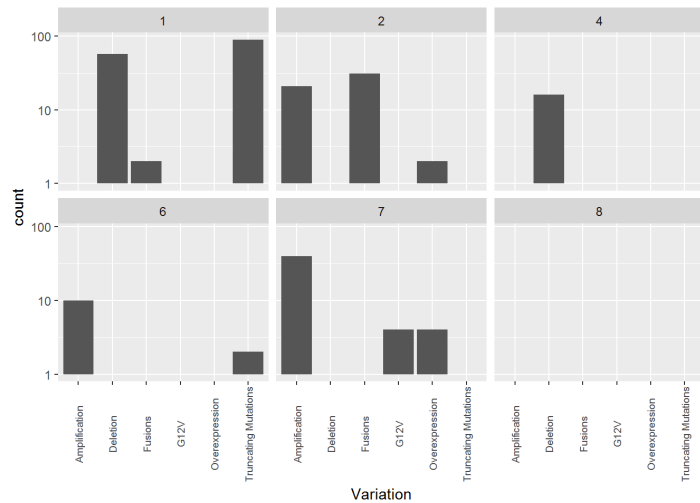 1
2
4
100
10
1
count
6
7
8
100
10
1
Amplification
Deletion
Fusions
G12V
Overexpression
Truncating Mutations
Amplification
Deletion
Fusions
G12V
Overexpression
Truncating Mutations
Amplification
Deletion
Fusions
G12V
Overexpression
Truncating Mutations
Variation